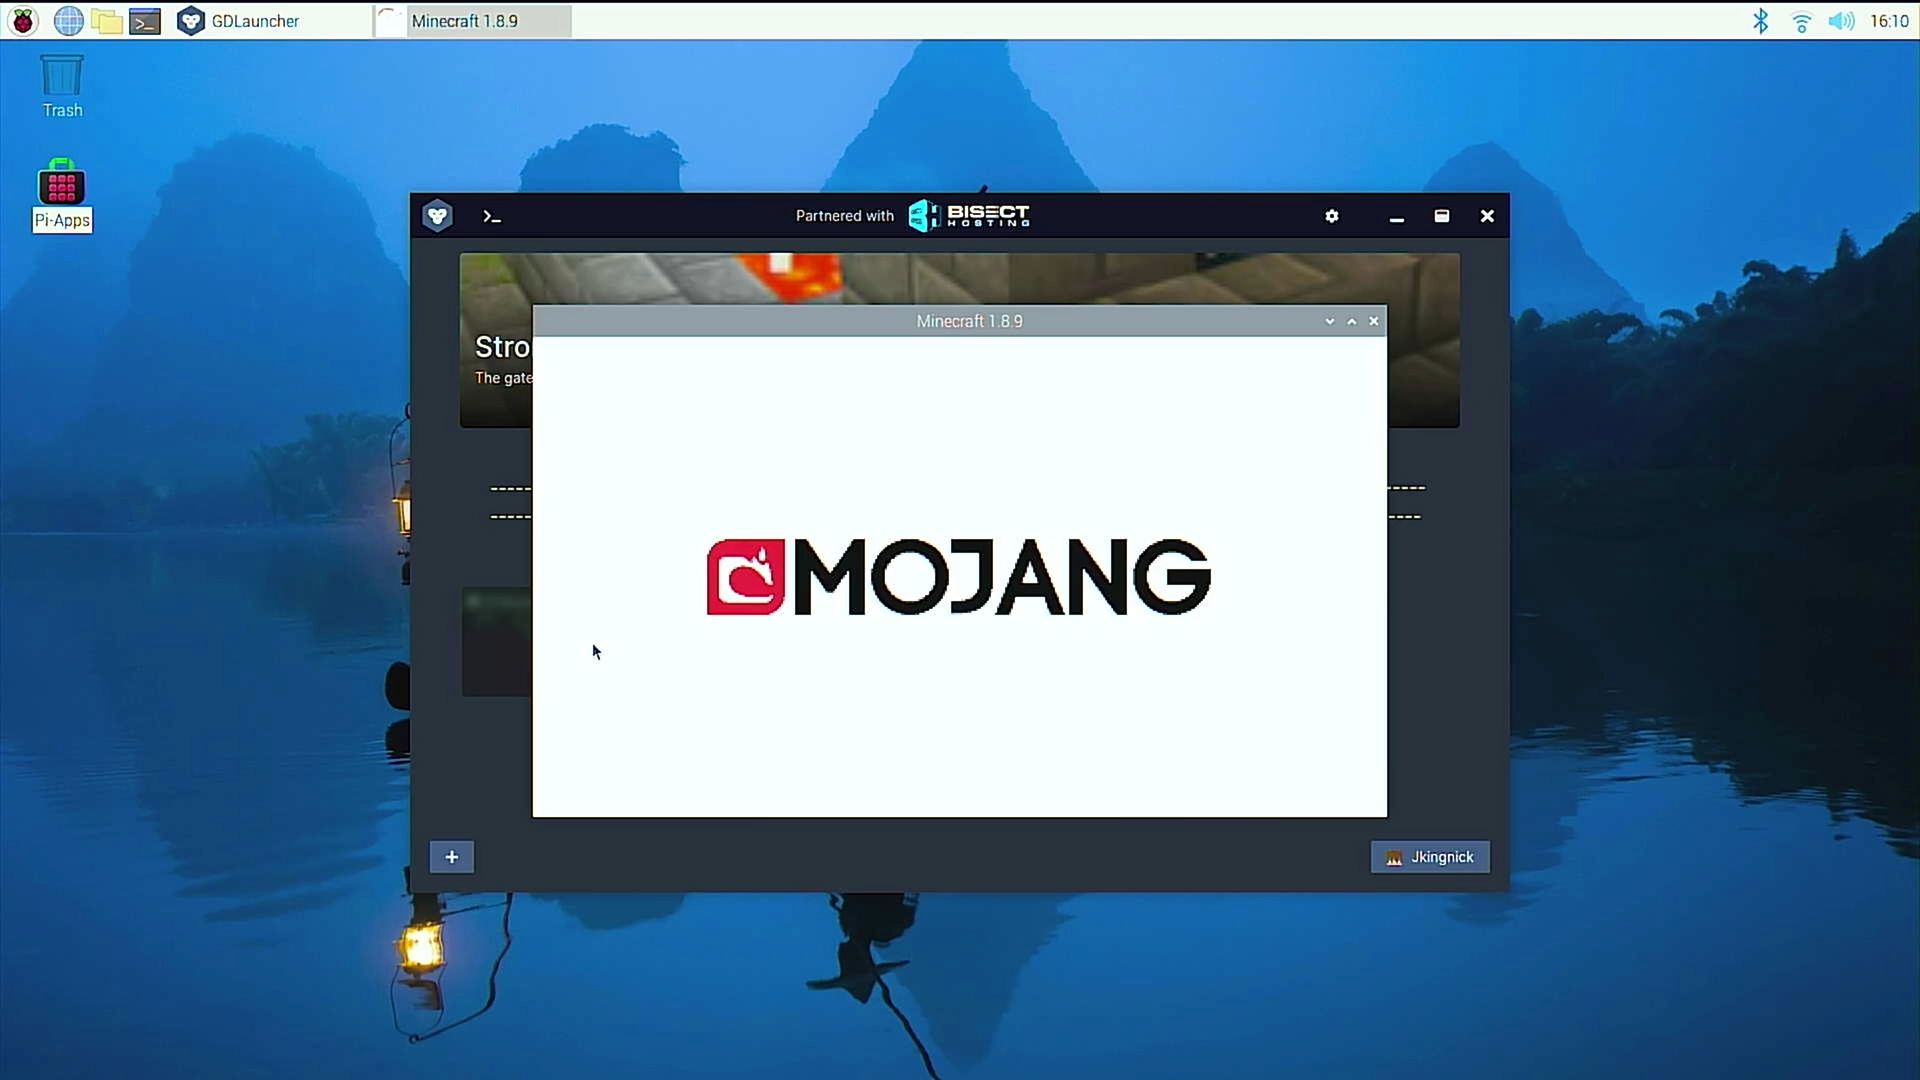 GDLauncher
Minecraft 1.8.9
16:10
Trash
Pi-Apps
>_
Partnered with
BISECT
HOSTING
Minecraft 1.8.9
The gate
MOJANG
+
Jkingnick